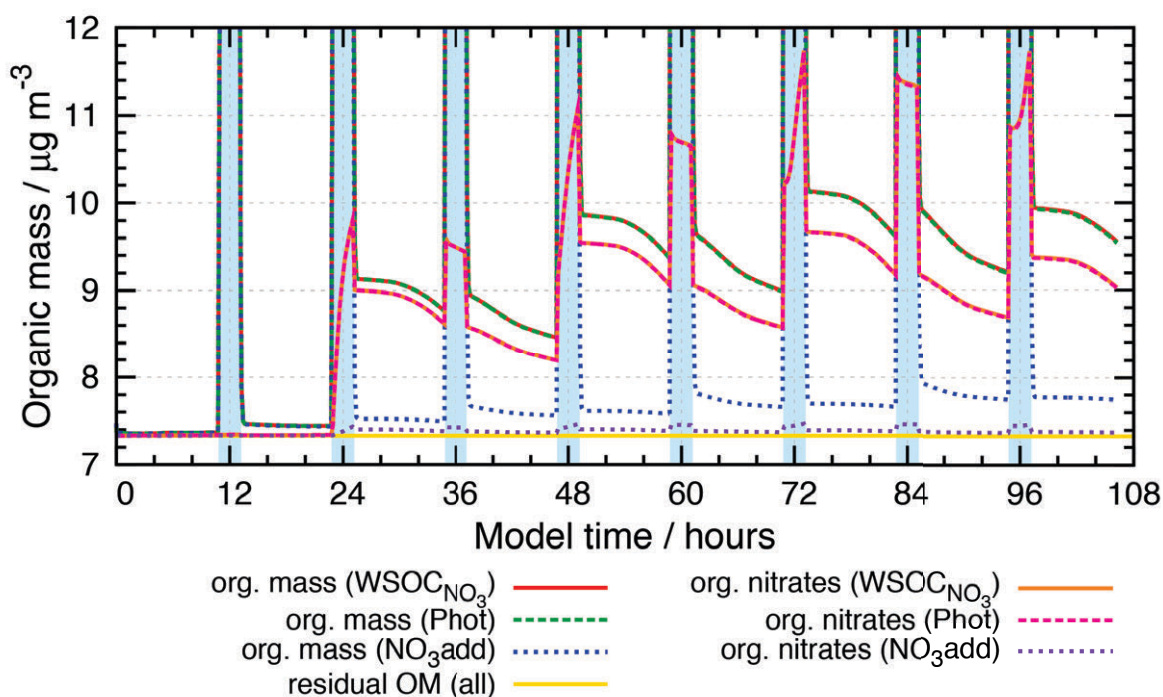 12
11
10
9
8
7
Organic mass / μg m⁻³
0 12 24 36 48 60 72 84 96 108
Model time / hours
org. mass (WSOC_NO₃)
org. mass (Phot)
org. mass (NO₃add)
residual OM (all)
org. nitrates (WSOC_NO₃)
org. nitrates (Phot)
org. nitrates (NO₃add)